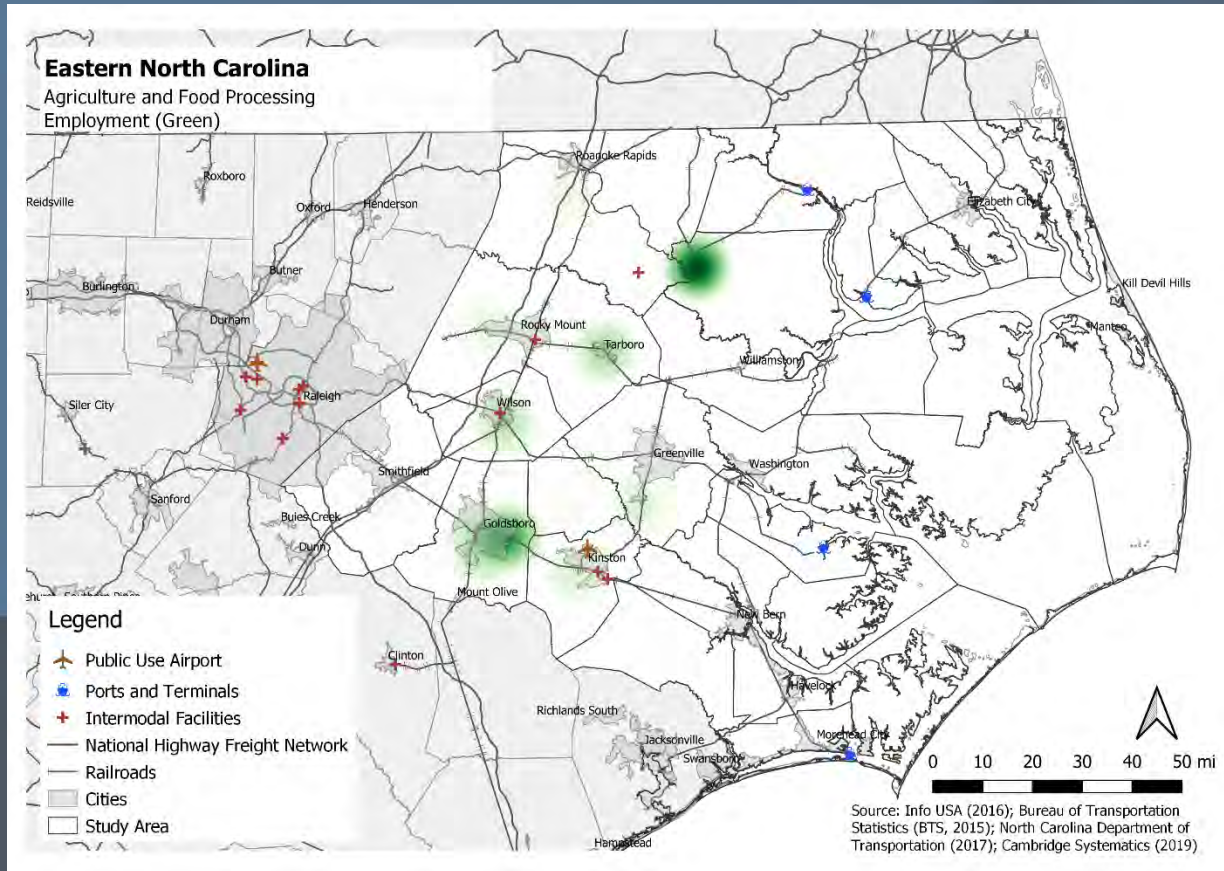 Eastern North Carolina
Agriculture and Food Processing
Employment (Green)
Roanoke Rapids
Roxboro
Reidsville
Oxford
Henderson
Elizabeth City
Butner
Burlington
Kill Devil Hills
Durham
Rocky Mount
Manteo
Tarboro
Williamston
Raleigh
Siler City
Wilson
Greenville
Washington
Smithfield
Sanford
Buies Creek
Goldsboro
Dunn
Kinston
Mount Olive
New Bern
Clinton
Havelock
Richlands South
Morehead City
Jacksonville
Swansboro
Hampstead
Legend
Public Use Airport
Ports and Terminals
Intermodal Facilities
National Highway Freight Network
Railroads
Cities
Study Area
0 10 20 30 40 50 mi
Source: Info USA (2016); Bureau of Transportation
Statistics (BTS, 2015); North Carolina Department of
Transportation (2017); Cambridge Systematics (2019)